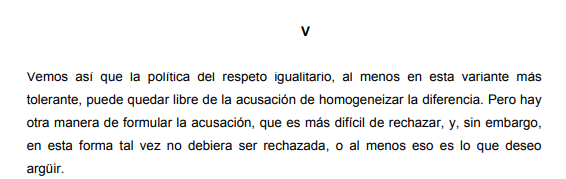 V
Vemos así que la política del respeto igualitario, al menos en esta variante más
tolerante, puede quedar libre de la acusación de homogeneizar la diferencia. Pero hay
otra manera de formular la acusación, que es más difícil de rechazar, y, sin embargo,
en esta forma tal vez no debiera ser rechazada, o al menos eso es lo que deseo
argüir.